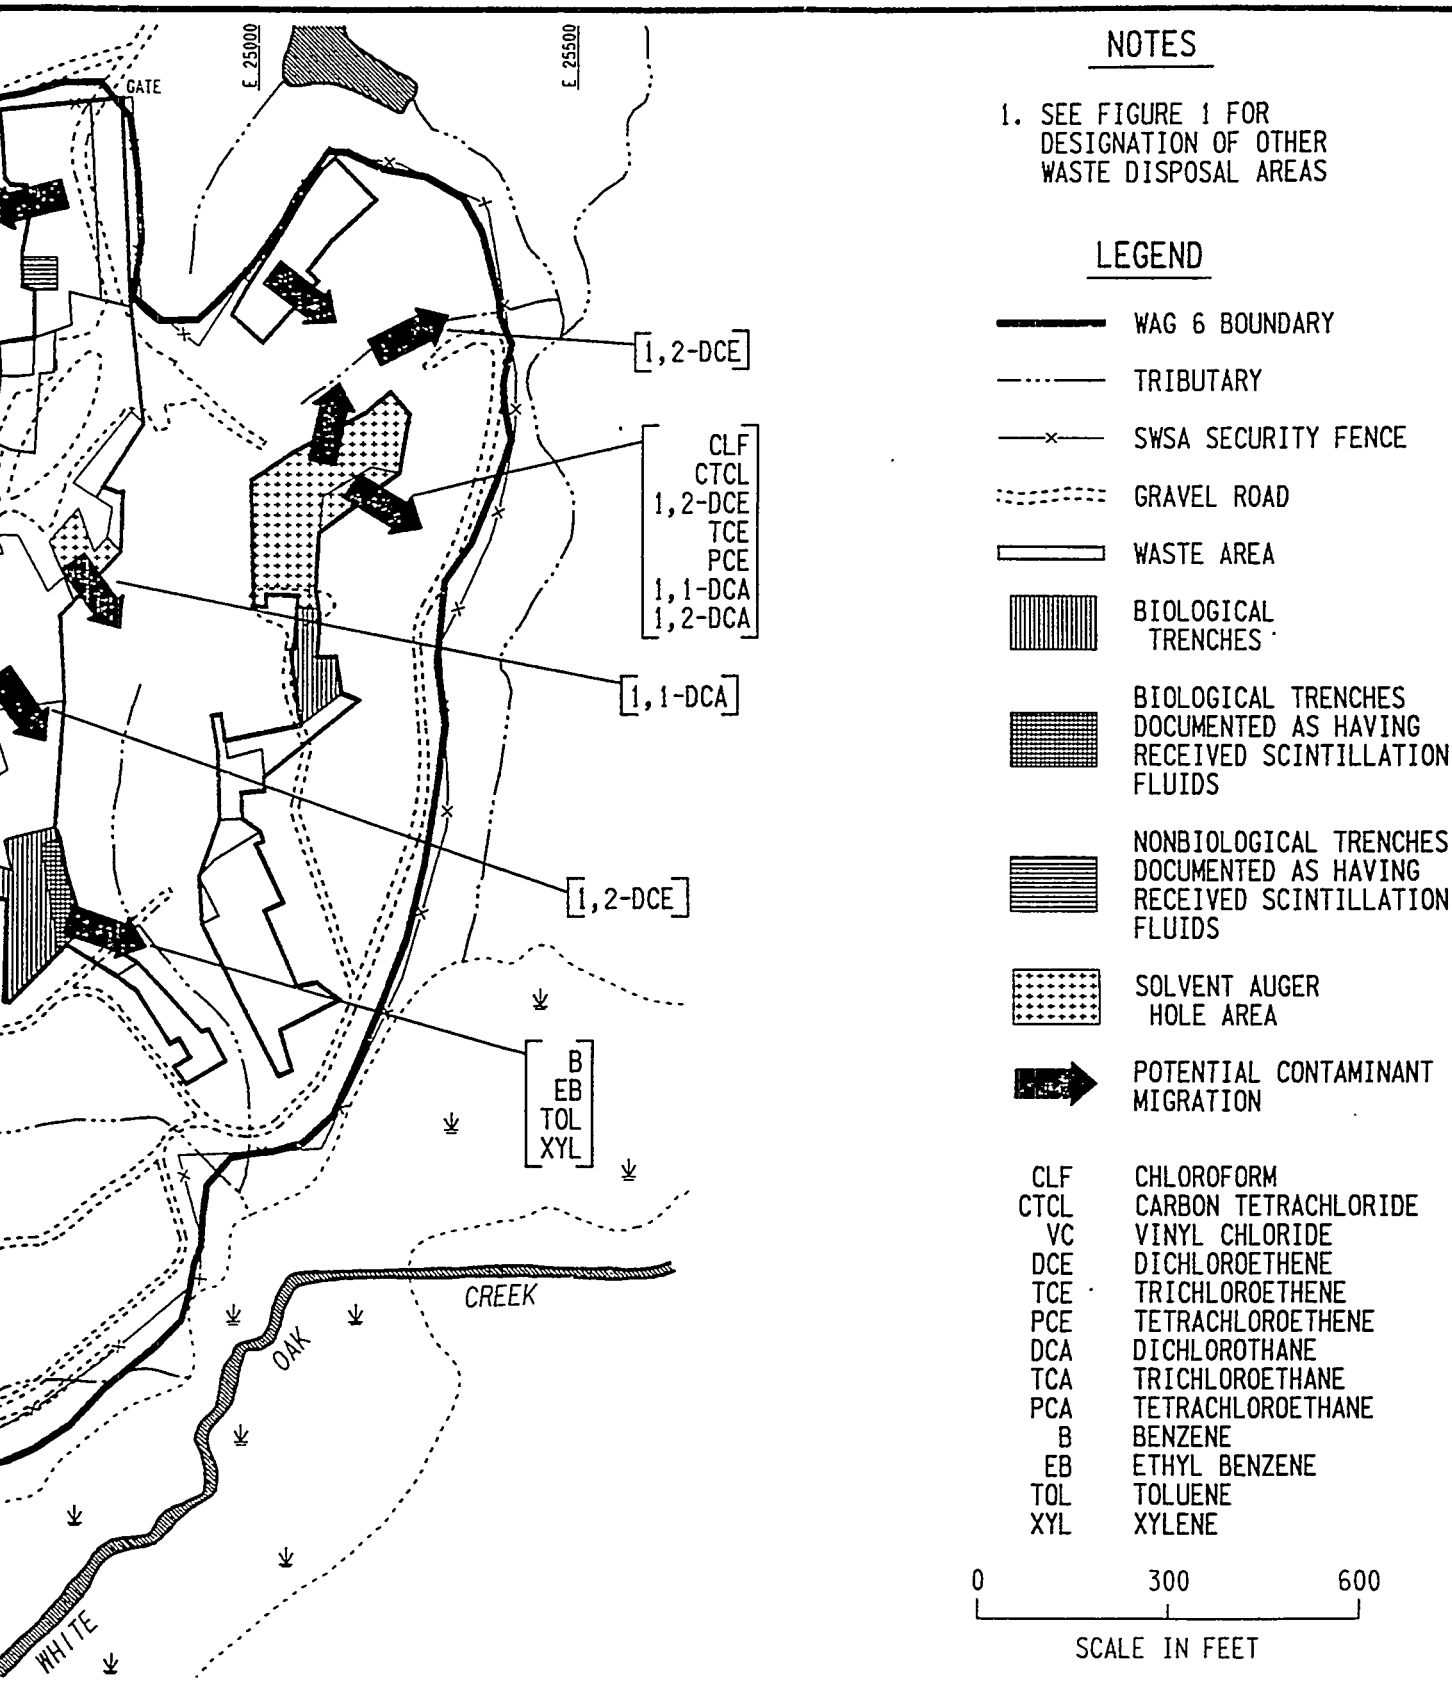 E 25000
E 25500
GATE
[1,2-DCE]
CLF
CTCL
1,2-DCE
TCE
PCE
1,1-DCA
1,2-DCA
[1,1-DCA]
[1,2-DCE]
B
EB
TOL
XYL
CREEK
OAK
WHITE
NOTES
1. SEE FIGURE 1 FOR
DESIGNATION OF OTHER
WASTE DISPOSAL AREAS
LEGEND
WAG 6 BOUNDARY
TRIBUTARY
SWSA SECURITY FENCE
GRAVEL ROAD
WASTE AREA
BIOLOGICAL
TRENCHES
BIOLOGICAL TRENCHES
DOCUMENTED AS HAVING
RECEIVED SCINTILLATION
FLUIDS
NONBIOLOGICAL TRENCHES
DOCUMENTED AS HAVING
RECEIVED SCINTILLATION
FLUIDS
SOLVENT AUGER
HOLE AREA
POTENTIAL CONTAMINANT
MIGRATION
CLF CHLOROFORM
CTCL CARBON TETRACHLORIDE
VC VINYL CHLORIDE
DCE DICHLOROETHENE
TCE TRICHLOROETHENE
PCE TETRACHLOROETHENE
DCA DICHLOROTHANE
TCA TRICHLOROETHANE
PCA TETRACHLOROETHANE
B BENZENE
EB ETHYL BENZENE
TOL TOLUENE
XYL XYLENE
0 300 600
SCALE IN FEET